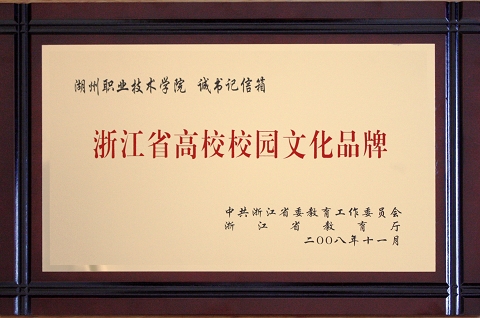 湖州职业技术学院 诚书记信箱
浙江省高校校园文化品牌
中共浙江省委教育工作委员会
浙江省教育厅
二〇〇八年十一月